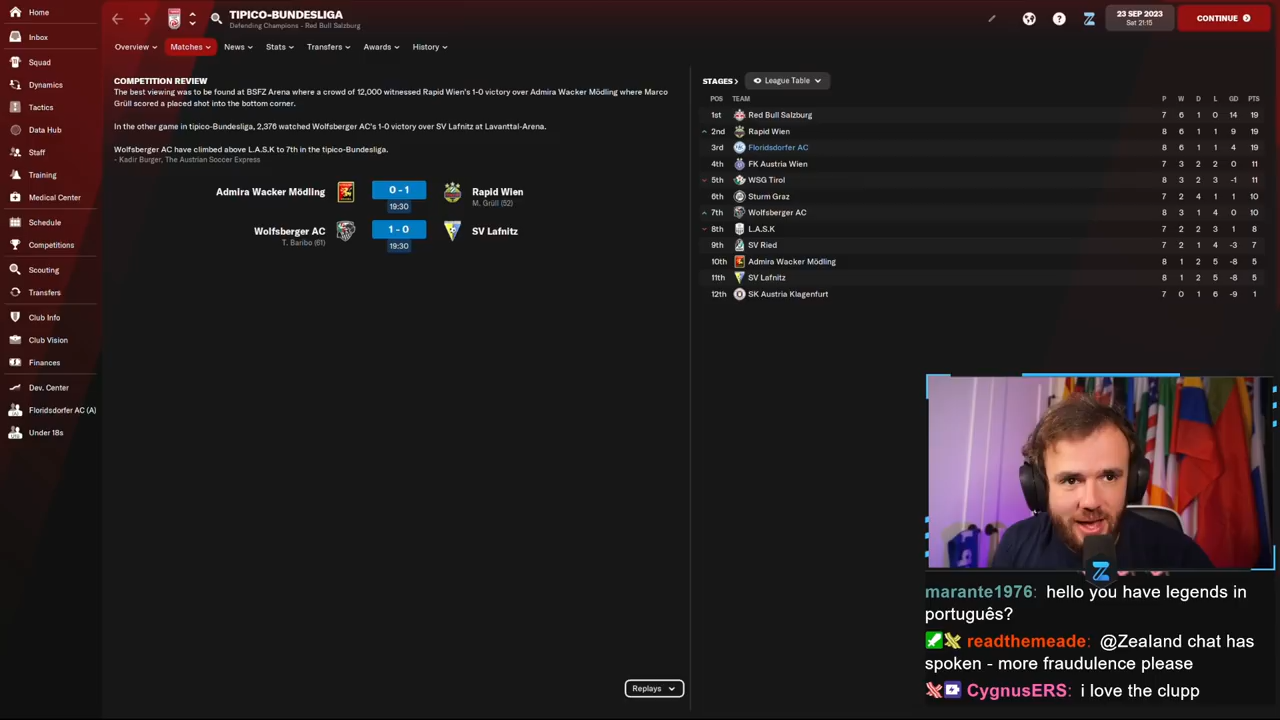 Home
Inbox
Squad
Dynamics
Tactics
Data Hub
Staff
Training
Medical Center
Schedule
Competitions
Scouting
Transfers
Club Info
Club Vision
Finances
Dev. Center
Floridsdorfer AC (A)
Under 18s
TIPICO-BUNDESLIGA
Defending Champions - Red Bull Salzburg
23 SEP 2023
Sat 21:15
CONTINUE
Overview
Matches
News
Stats
Transfers
Awards
History
COMPETITION REVIEW
The best viewing was to be found at BSFZ Arena where a crowd of 12,000 witnessed Rapid Wien's 1-0 victory over Admira Wacker Mödling where Marco
Grüll scored a placed shot into the bottom corner.
In the other game in tipico-Bundesliga, 2,376 watched Wolfsberger AC's 1-0 victory over SV Lafnitz at Lavanttal-Arena.
Wolfsberger AC have climbed above L.A.S.K to 7th in the tipico-Bundesliga.
- Kadir Burger, The Austrian Soccer Express
Admira Wacker Mödling 0 - 1 Rapid Wien
19:30 M. Grüll (52)
Wolfsberger AC 1 - 0 SV Lafnitz
T. Baribo (61) 19:30
Replays
STAGES League Table
POS TEAM P W D L GD PTS
1st Red Bull Salzburg 7 6 1 0 14 19
2nd Rapid Wien 8 6 1 1 9 19
3rd Floridsdorfer AC 8 6 1 1 4 19
4th FK Austria Wien 7 3 2 2 0 11
5th WSG Tirol 8 3 2 3 -1 11
6th Sturm Graz 7 2 4 1 1 10
7th Wolfsberger AC 8 3 1 4 0 10
8th L.A.S.K 7 2 2 3 1 8
9th SV Ried 7 2 1 4 -3 7
10th Admira Wacker Mödling 8 1 2 5 -8 5
11th SV Lafnitz 8 1 2 5 -8 5
12th SK Austria Klagenfurt 7 0 1 6 -9 1
marante1976: hello you have legends in
português?
readthemeade: @Zealand chat has
spoken - more fraudulence please
CygnusERS: i love the clupp